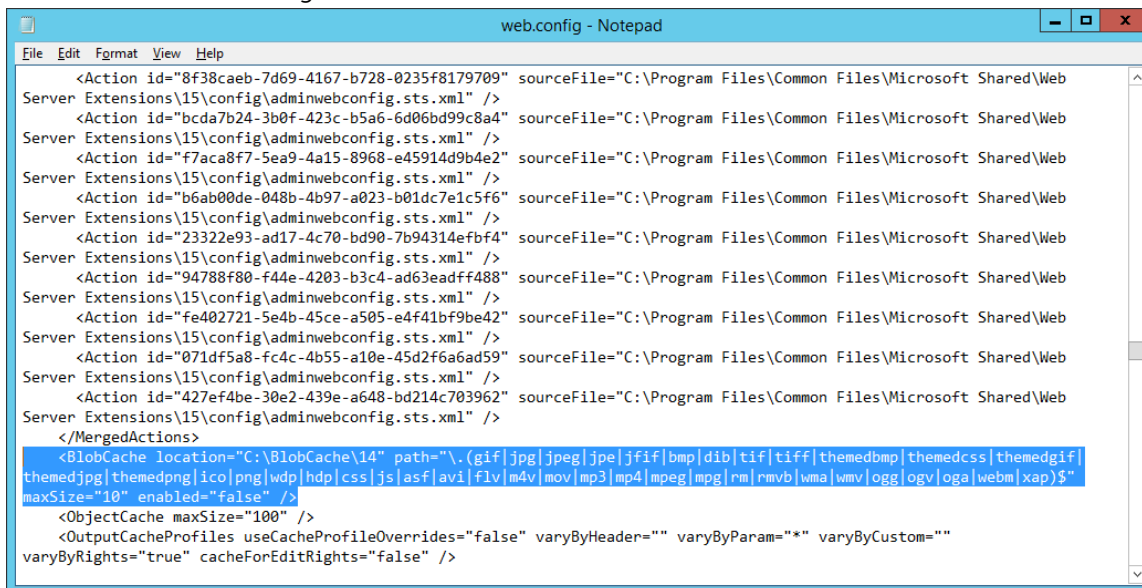 web.config - Notepad
File Edit Format View Help
<Action id="8f38caeb-7d69-4167-b728-0235f8179709" sourceFile="C:\Program Files\Common Files\Microsoft Shared\Web
Server Extensions\15\config\adminwebconfig.sts.xml" />
<Action id="bcda7b24-3b0f-423c-b5a6-6d06bd99c8a4" sourceFile="C:\Program Files\Common Files\Microsoft Shared\Web
Server Extensions\15\config\adminwebconfig.sts.xml" />
<Action id="f7aca8f7-5ea9-4a15-8968-e45914d9b4e2" sourceFile="C:\Program Files\Common Files\Microsoft Shared\Web
Server Extensions\15\config\adminwebconfig.sts.xml" />
<Action id="b6ab00de-048b-4b97-a023-b01dc7e1c5f6" sourceFile="C:\Program Files\Common Files\Microsoft Shared\Web
Server Extensions\15\config\adminwebconfig.sts.xml" />
<Action id="23322e93-ad17-4c70-bd90-7b94314efbf4" sourceFile="C:\Program Files\Common Files\Microsoft Shared\Web
Server Extensions\15\config\adminwebconfig.sts.xml" />
<Action id="94788f80-f44e-4203-b3c4-ad63eadff488" sourceFile="C:\Program Files\Common Files\Microsoft Shared\Web
Server Extensions\15\config\adminwebconfig.sts.xml" />
<Action id="fe402721-5e4b-45ce-a505-e4f41bf9be42" sourceFile="C:\Program Files\Common Files\Microsoft Shared\Web
Server Extensions\15\config\adminwebconfig.sts.xml" />
<Action id="071df5a8-fc4c-4b55-a10e-45d2f6a6ad59" sourceFile="C:\Program Files\Common Files\Microsoft Shared\Web
Server Extensions\15\config\adminwebconfig.sts.xml" />
<Action id="427ef4be-30e2-439e-a648-bd214c703962" sourceFile="C:\Program Files\Common Files\Microsoft Shared\Web
Server Extensions\15\config\adminwebconfig.sts.xml" />
</MergedActions>
<BlobCache location="C:\BlobCache\14" path="\.(gif|jpg|jpeg|jpe|jfif|bmp|dib|tif|tiff|themedbmp|themedcss|themedgif|
themedjpg|themedpng|ico|png|wdp|hdp|css|js|asf|avi|flv|m4v|mov|mp3|mp4|mpeg|mpg|rm|rmvb|wma|wmv|ogg|ogv|oga|webm|xap)$"
maxSize="10" enabled="false" />
<ObjectCache maxSize="100" />
<OutputCacheProfiles useCacheProfileOverrides="false" varyByHeader="" varyByParam="*" varyByCustom=""
varyByRights="true" cacheForEditRights="false" />